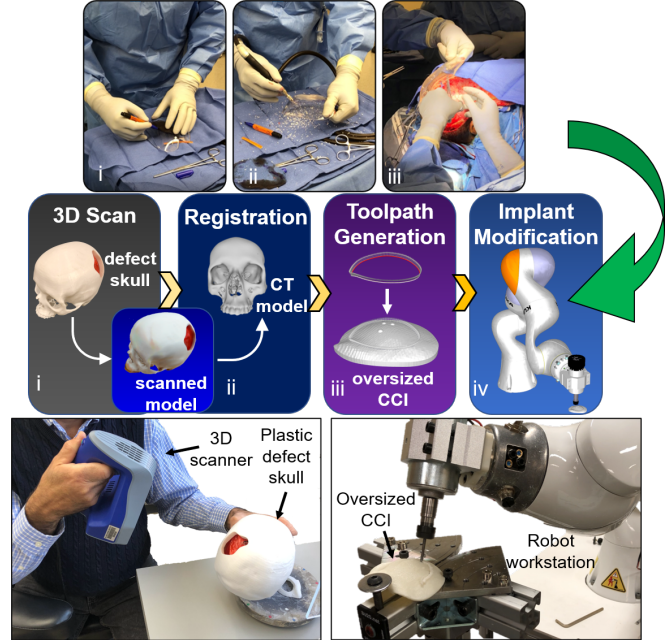 i
ii
iii
3D Scan
defect
skull
scanned
model
i
Registration
CT
model
ii
Toolpath
Generation
iii
oversized
CCI
Implant
Modification
iv
3D
scanner
Plastic
defect
skull
Oversized
CCI
Robot
workstation